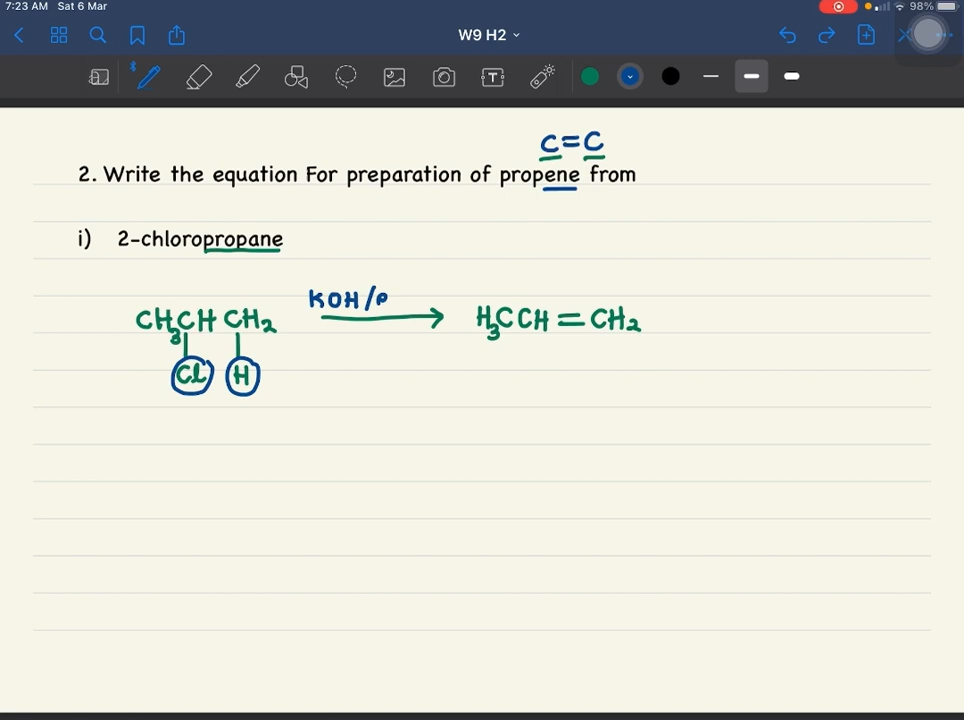 7:23 AM Sat 6 Mar
98%
W9 H2
T
C=C
2. Write the equation For preparation of propene from
i) 2-chloropropane
KOH/
CH₃CH CH₂ → H₃CCH=CH₂
Cl H